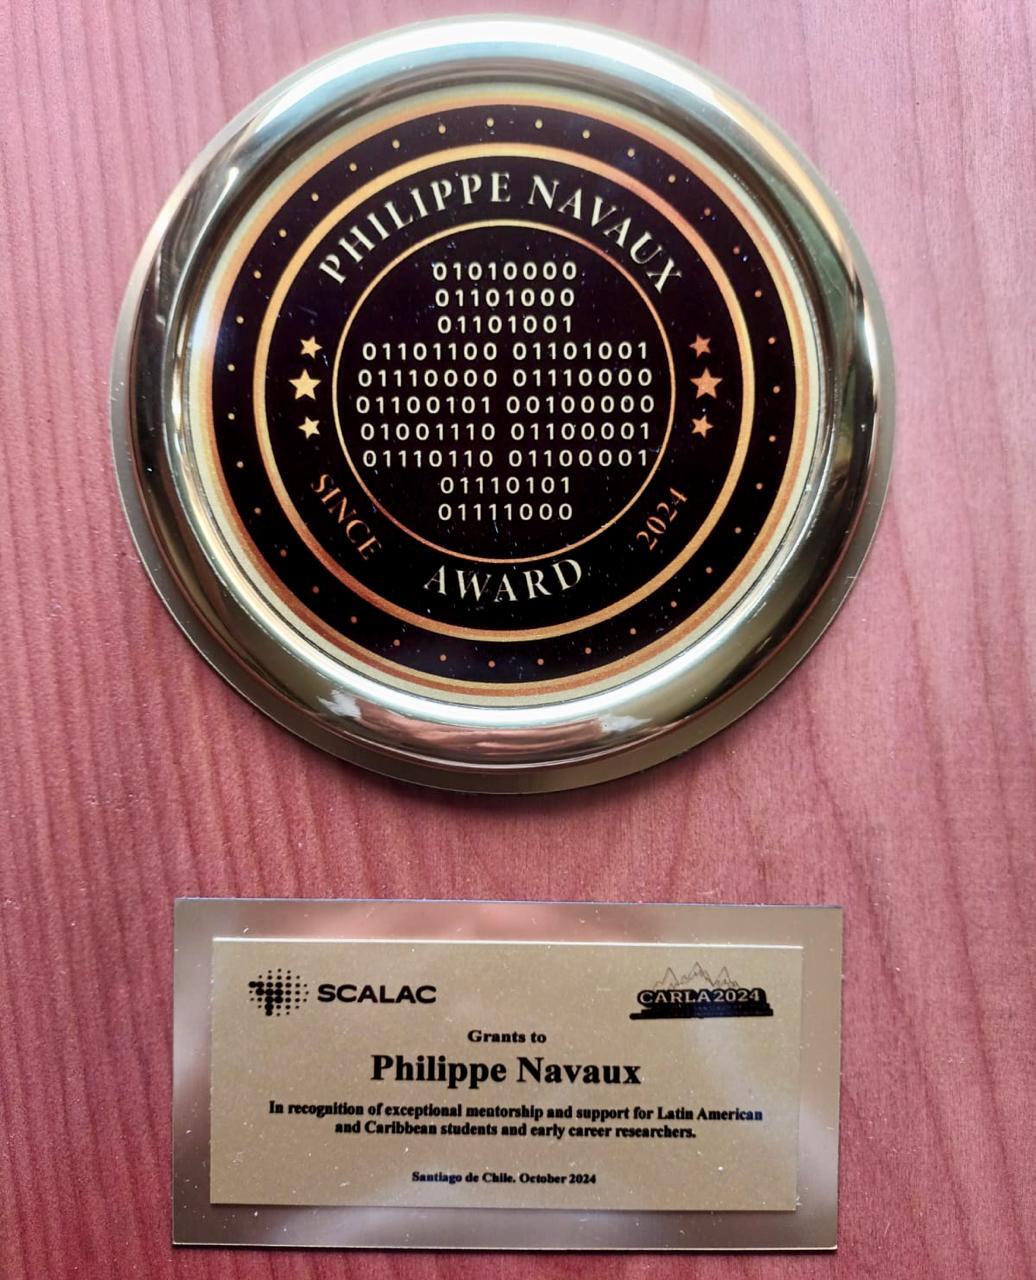 PHILIPPE NAVAUX
01010000
01101000
01101001
01101100 01101001
01110000 01110000
01100101 00100000
01001110 01100001
01110110 01100001
01110101
01111000
SINCE 2024
AWARD
SCALAC
CARLA2024
Grants to
Philippe Navaux
In recognition of exceptional mentorship and support for Latin American
and Caribbean students and early career researchers.
Santiago de Chile. October 2024